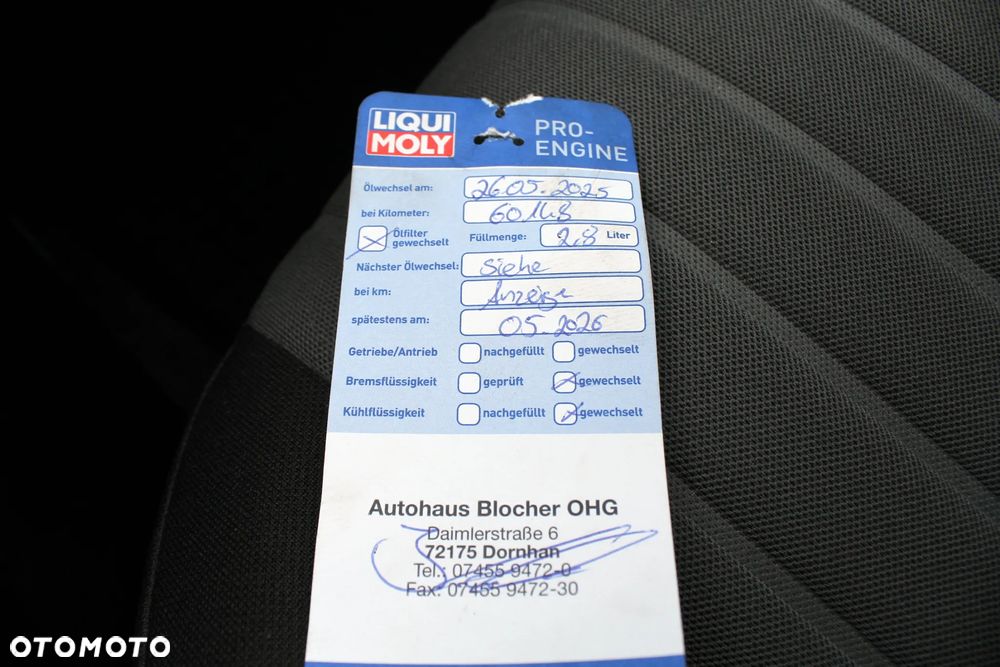 LIQUI
MOLY
PRO-
ENGINE
Ölwechsel am: 26.05.2025
bei Kilometer: 60148
Ölfilter
gewechselt
Füllmenge: 2,8 Liter
Nächster Ölwechsel: siehe
bei km: Anzeige
spätestens am: 05.2026
Getriebe/Antrieb nachgefüllt gewechselt
Bremsflüssigkeit geprüft gewechselt
Kühlflüssigkeit nachgefüllt gewechselt
Autohaus Blocher OHG
Daimlerstraße 6
72175 Dornhan
Tel.: 07455 9472-0
Fax: 07455 9472-30
OTOMOTO